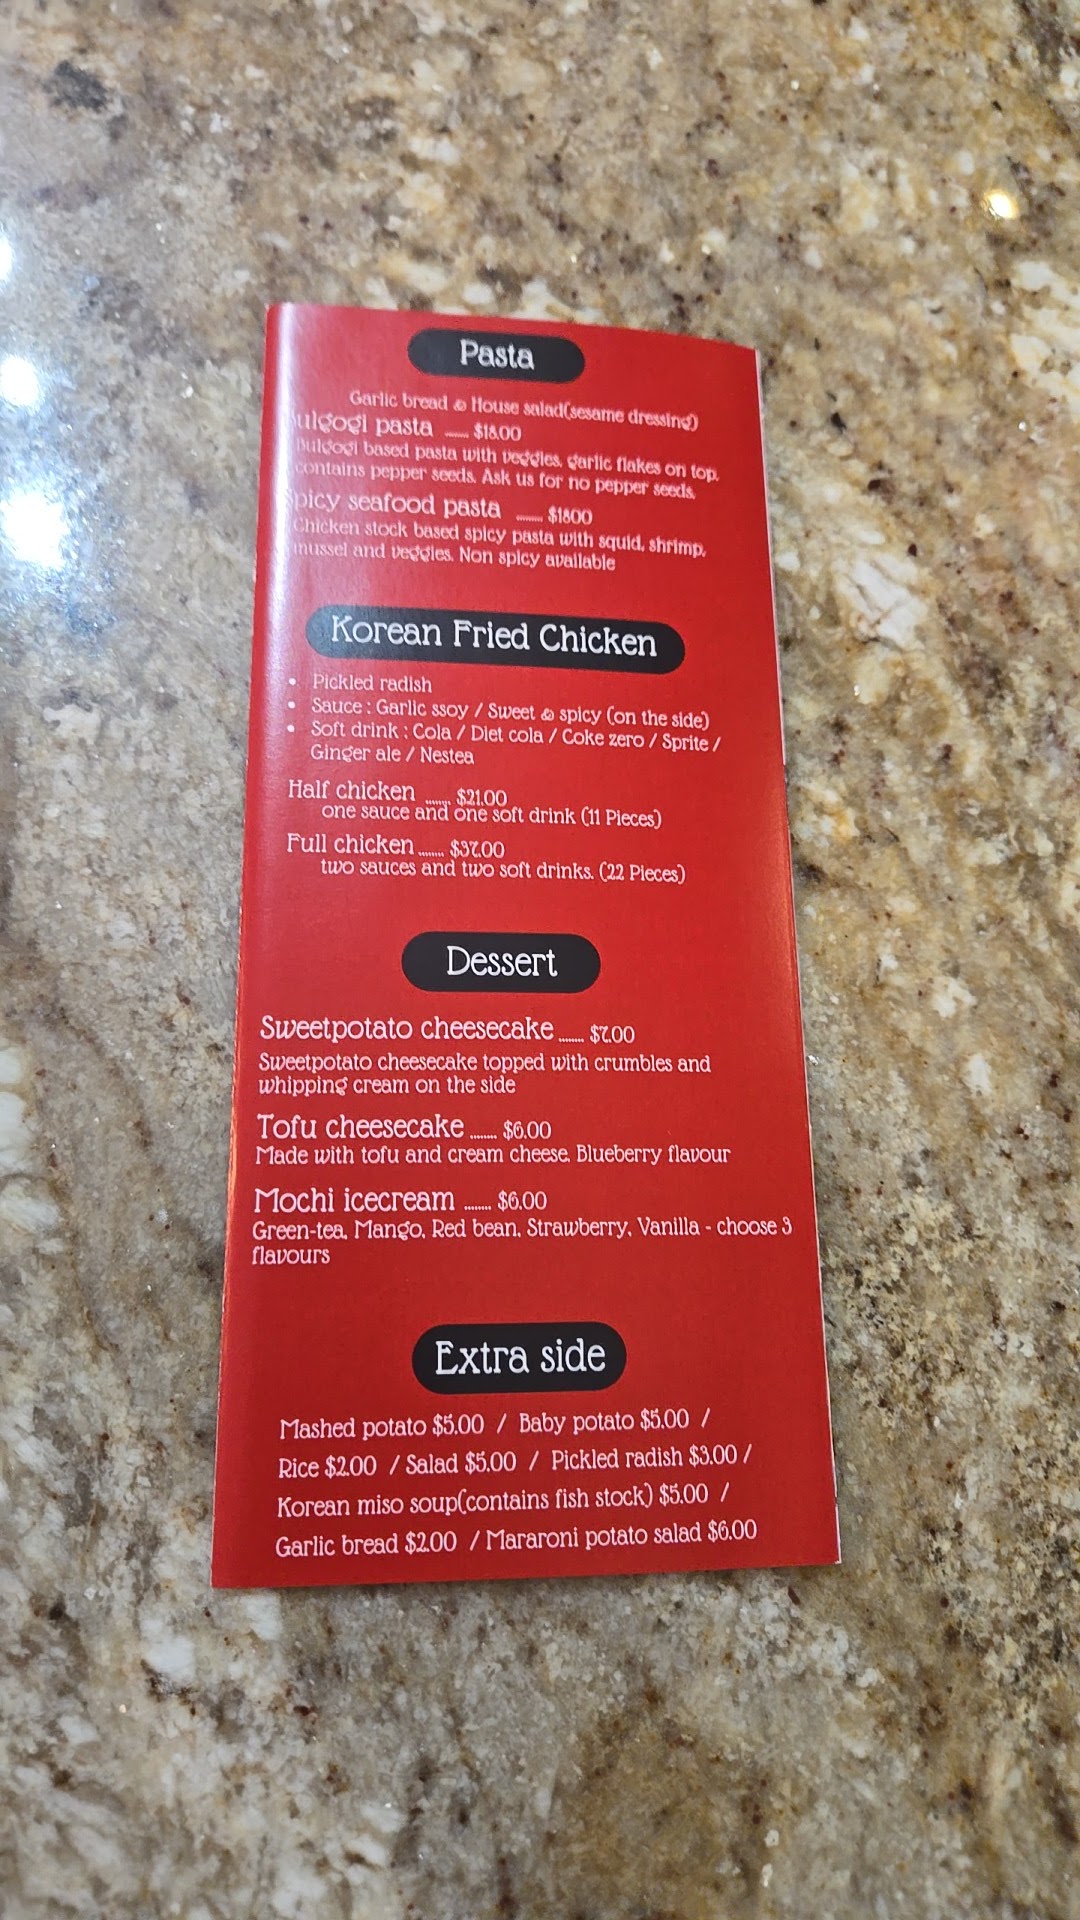 Pasta
Garlic bread & House salad(sesame dressing)
Bulgogi pasta ........ $18.00
Bulgogi based pasta with veggies, garlic flakes on top,
contains pepper seeds. Ask us for no pepper seeds.
Spicy seafood pasta ........ $18.00
Chicken stock based spicy pasta with squid, shrimp,
mussel and veggies. Non spicy available
Korean Fried Chicken
• Pickled radish
• Sauce : Garlic ssoy / Sweet & spicy (on the side)
• Soft drink : Cola / Diet cola / Coke zero / Sprite /
Ginger ale / Nestea
Half chicken ........ $21.00
one sauce and one soft drink (11 Pieces)
Full chicken ........ $37.00
two sauces and two soft drinks. (22 Pieces)
Dessert
Sweetpotato cheesecake ........ $7.00
Sweetpotato cheesecake topped with crumbles and
whipping cream on the side
Tofu cheesecake ........ $6.00
Made with tofu and cream cheese. Blueberry flavour
Mochi icecream ........ $6.00
Green-tea, Mango, Red bean, Strawberry, Vanilla - choose 3
flavours
Extra side
Mashed potato $5.00 / Baby potato $5.00 /
Rice $2.00 / Salad $5.00 / Pickled radish $3.00 /
Korean miso soup(contains fish stock) $5.00 /
Garlic bread $2.00 / Mararoni potato salad $6.00